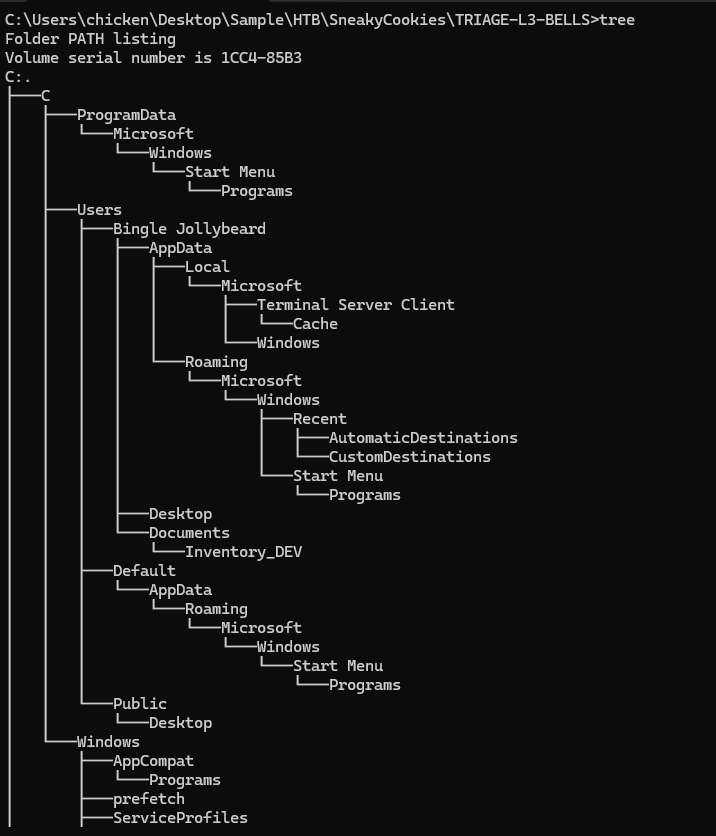 C:\Users\chicken\Desktop\Sample\HTB\SneakyCookies\TRIAGE-L3-BELLS>tree
Folder PATH listing
Volume serial number is 1CC4-85B3
C:.
├───C
│   ├───ProgramData
│   │   └───Microsoft
│   │       └───Windows
│   │           └───Start Menu
│   │               └───Programs
│   ├───Users
│   │   ├───Bingle Jollybeard
│   │   │   ├───AppData
│   │   │   │   ├───Local
│   │   │   │   │   └───Microsoft
│   │   │   │   │       ├───Terminal Server Client
│   │   │   │   │       │   └───Cache
│   │   │   │   │       └───Windows
│   │   │   │   └───Roaming
│   │   │   │       └───Microsoft
│   │   │   │           └───Windows
│   │   │   │               ├───Recent
│   │   │   │               │   ├───AutomaticDestinations
│   │   │   │               │   └───CustomDestinations
│   │   │   │               └───Start Menu
│   │   │   │                   └───Programs
│   │   │   ├───Desktop
│   │   │   └───Documents
│   │   │       └───Inventory_DEV
│   │   ├───Default
│   │   │   └───AppData
│   │   │       └───Roaming
│   │   │           └───Microsoft
│   │   │               └───Windows
│   │   │                   └───Start Menu
│   │   │                       └───Programs
│   │   └───Public
│   │       └───Desktop
│   └───Windows
│       ├───AppCompat
│       │   └───Programs
│       ├───prefetch
│       ├───ServiceProfiles